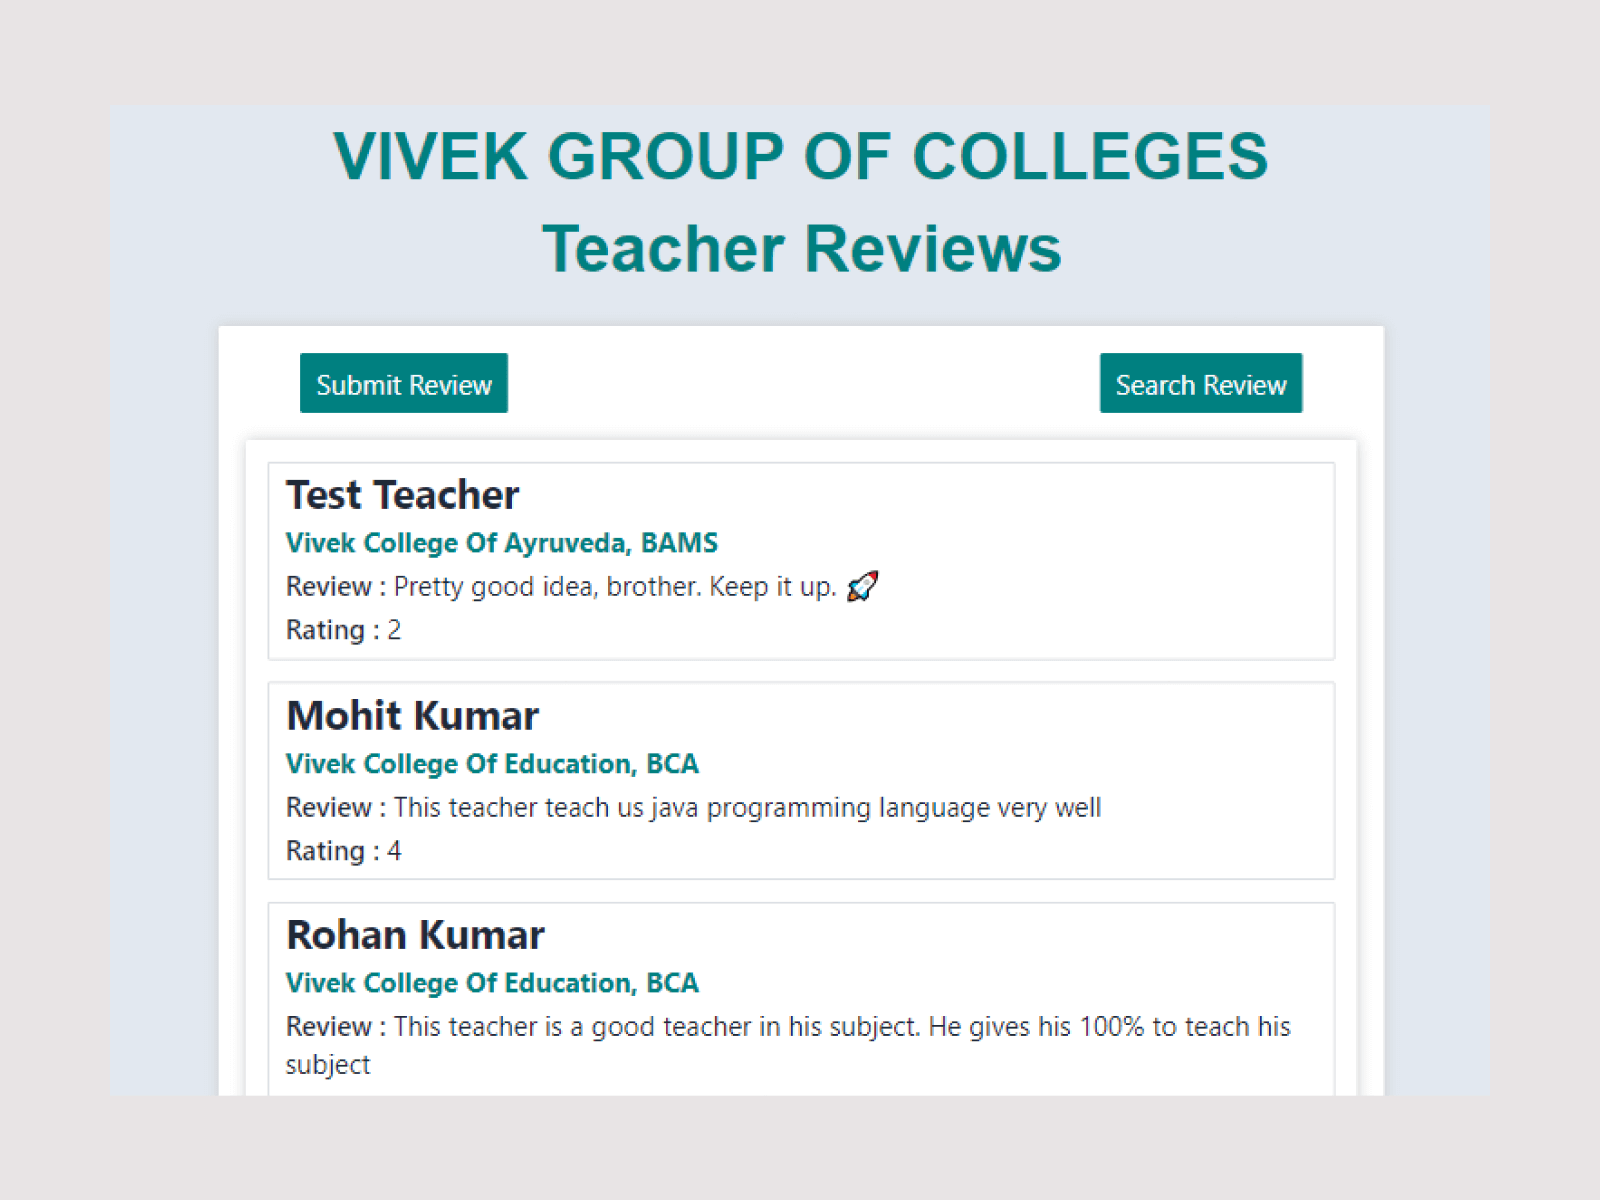 VIVEK GROUP OF COLLEGES
Teacher Reviews
Submit Review
Search Review
Test Teacher
Vivek College Of Ayruveda, BAMS
Review : Pretty good idea, brother. Keep it up. 🚀
Rating : 2
Mohit Kumar
Vivek College Of Education, BCA
Review : This teacher teach us java programming language very well
Rating : 4
Rohan Kumar
Vivek College Of Education, BCA
Review : This teacher is a good teacher in his subject. He gives his 100% to teach his
subject